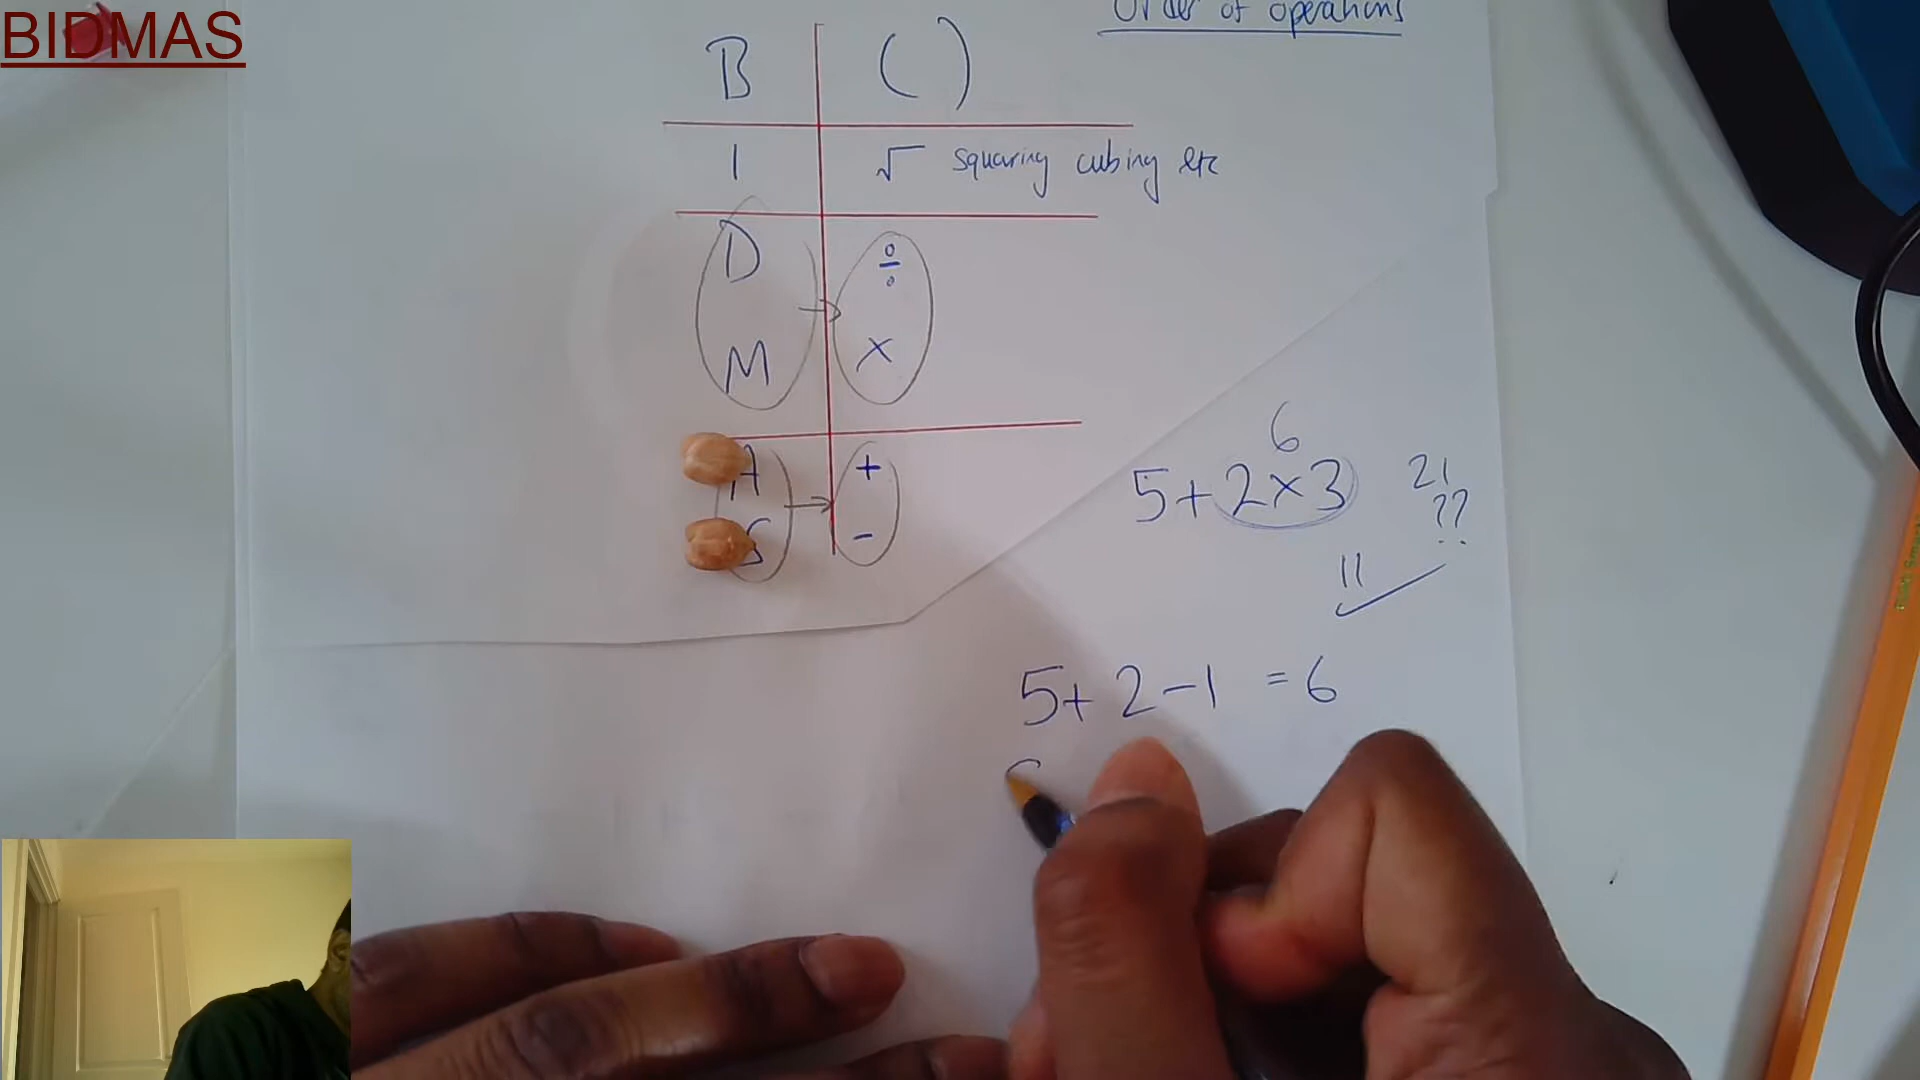 BIDMAS
Order of operations
B ( )
I √ squaring cubing etc
D ÷
M ×
A +
S -
6
5+2×3 21
??
11
5+2-1 =6